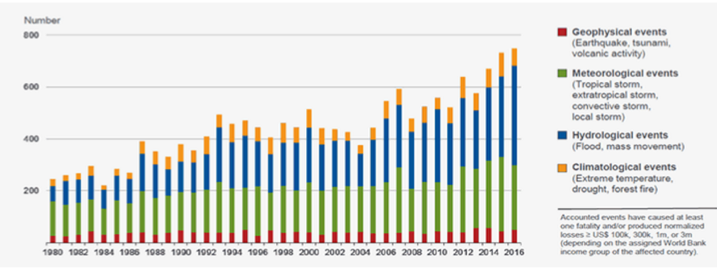 Number
800
600
400
200
1980 1982 1984 1986 1988 1990 1992 1994 1996 1998 2000 2002 2004 2006 2008 2010 2012 2014 2016
Geophysical events
(Earthquake, tsunami,
volcanic activity)
Meteorological events
(Tropical storm,
extratropical storm,
convective storm,
local storm)
Hydrological events
(Flood, mass movement)
Climatological events
(Extreme temperature,
drought, forest fire)
Accounted events have caused at least
one fatality and/or produced normalized
losses ≥ US$ 100k, 300k, 1m, or 3m
(depending on the assigned World Bank
income group of the affected country).